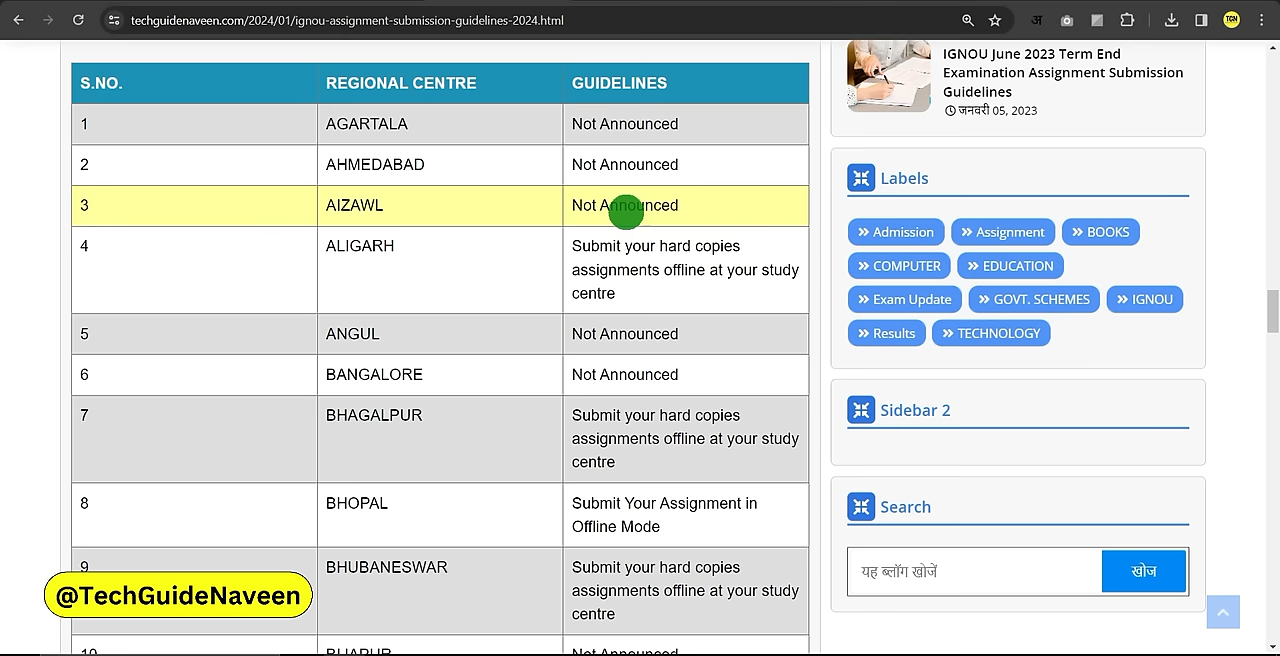 techguidenaveen.com/2024/01/ignou-assignment-submission-guidelines-2024.html
अ
TGN
S.NO. REGIONAL CENTRE GUIDELINES
1 AGARTALA Not Announced
2 AHMEDABAD Not Announced
3 AIZAWL Not Announced
4 ALIGARH Submit your hard copies
assignments offline at your study
centre
5 ANGUL Not Announced
6 BANGALORE Not Announced
7 BHAGALPUR Submit your hard copies
assignments offline at your study
centre
8 BHOPAL Submit Your Assignment in
Offline Mode
9 BHUBANESWAR Submit your hard copies
assignments offline at your study
centre
10 BIJAPUR Not Announced
@TechGuideNaveen
IGNOU June 2023 Term End
Examination Assignment Submission
Guidelines
जनवरी 05, 2023
Labels
Admission Assignment BOOKS
COMPUTER EDUCATION
Exam Update GOVT. SCHEMES IGNOU
Results TECHNOLOGY
Sidebar 2
Search
यह ब्लॉग खोजें खोज